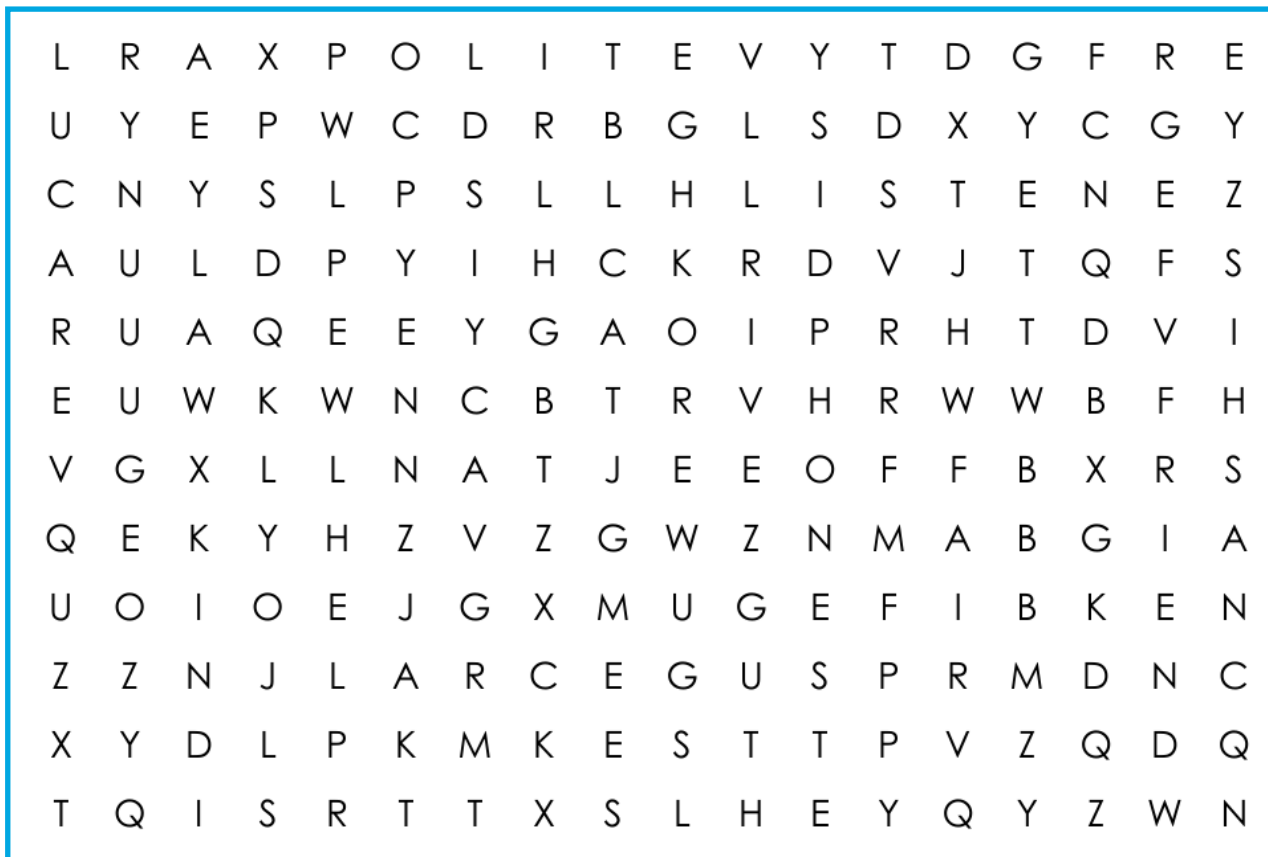 L R A X P O L I T E V Y T D G F R E
U Y E P W C D R B G L S D X Y C G Y
C N Y S L P S L L H L I S T E N E Z
A U L D P Y I H C K R D V J T Q F S
R U A Q E E Y G A O I P R H T D V I
E U W K W N C B T R V H R W W B F H
V G X L L N A T J E E O F F B X R S
Q E K Y H Z V Z G W Z N M A B G I A
U O I O E J G X M U G E F I B K E N
Z Z N J L A R C E G U S P R M D N C
X Y D L P K M K E S T T P V Z Q D Q
T Q I S R T T X S L H E Y Q Y Z W N